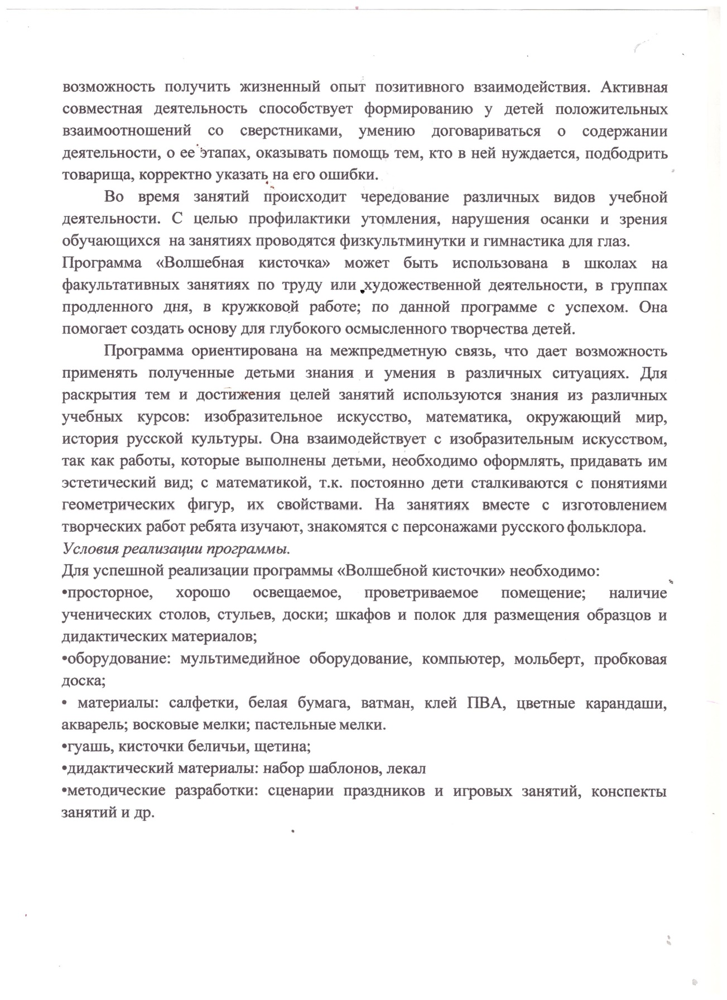 возможность получить жизненный опыт позитивного взаимодействия. Активная
совместная деятельность способствует формированию у детей положительных
взаимоотношений со сверстниками, умению договариваться о содержании
деятельности, о ее этапах, оказывать помощь тем, кто в ней нуждается, подбодрить
товарища, корректно указать на его ошибки.
Во время занятий происходит чередование различных видов учебной
деятельности. С целью профилактики утомления, нарушения осанки и зрения
обучающихся на занятиях проводятся физкультминутки и гимнастика для глаз.
Программа «Волшебная кисточка» может быть использована в школах на
факультативных занятиях по труду или художественной деятельности, в группах
продленного дня, в кружковой работе; по данной программе с успехом. Она
помогает создать основу для глубокого осмысленного творчества детей.
Программа ориентирована на межпредметную связь, что дает возможность
применять полученные детьми знания и умения в различных ситуациях. Для
раскрытия тем и достижения целей занятий используются знания из различных
учебных курсов: изобразительное искусство, математика, окружающий мир,
история русской культуры. Она взаимодействует с изобразительным искусством,
так как работы, которые выполнены детьми, необходимо оформлять, придавать им
эстетический вид; с математикой, т.к. постоянно дети сталкиваются с понятиями
геометрических фигур, их свойствами. На занятиях вместе с изготовлением
творческих работ ребята изучают, знакомятся с персонажами русского фольклора.
Условия реализации программы.
Для успешной реализации программы «Волшебной кисточки» необходимо:
•просторное, хорошо освещаемое, проветриваемое помещение; наличие
ученических столов, стульев, доски; шкафов и полок для размещения образцов и
дидактических материалов;
•оборудование: мультимедийное оборудование, компьютер, мольберт, пробковая
доска;
• материалы: салфетки, белая бумага, ватман, клей ПВА, цветные карандаши,
акварель; восковые мелки; пастельные мелки.
•гуашь, кисточки беличьи, щетина;
•дидактический материалы: набор шаблонов, лекал
•методические разработки: сценарии праздников и игровых занятий, конспекты
занятий и др.